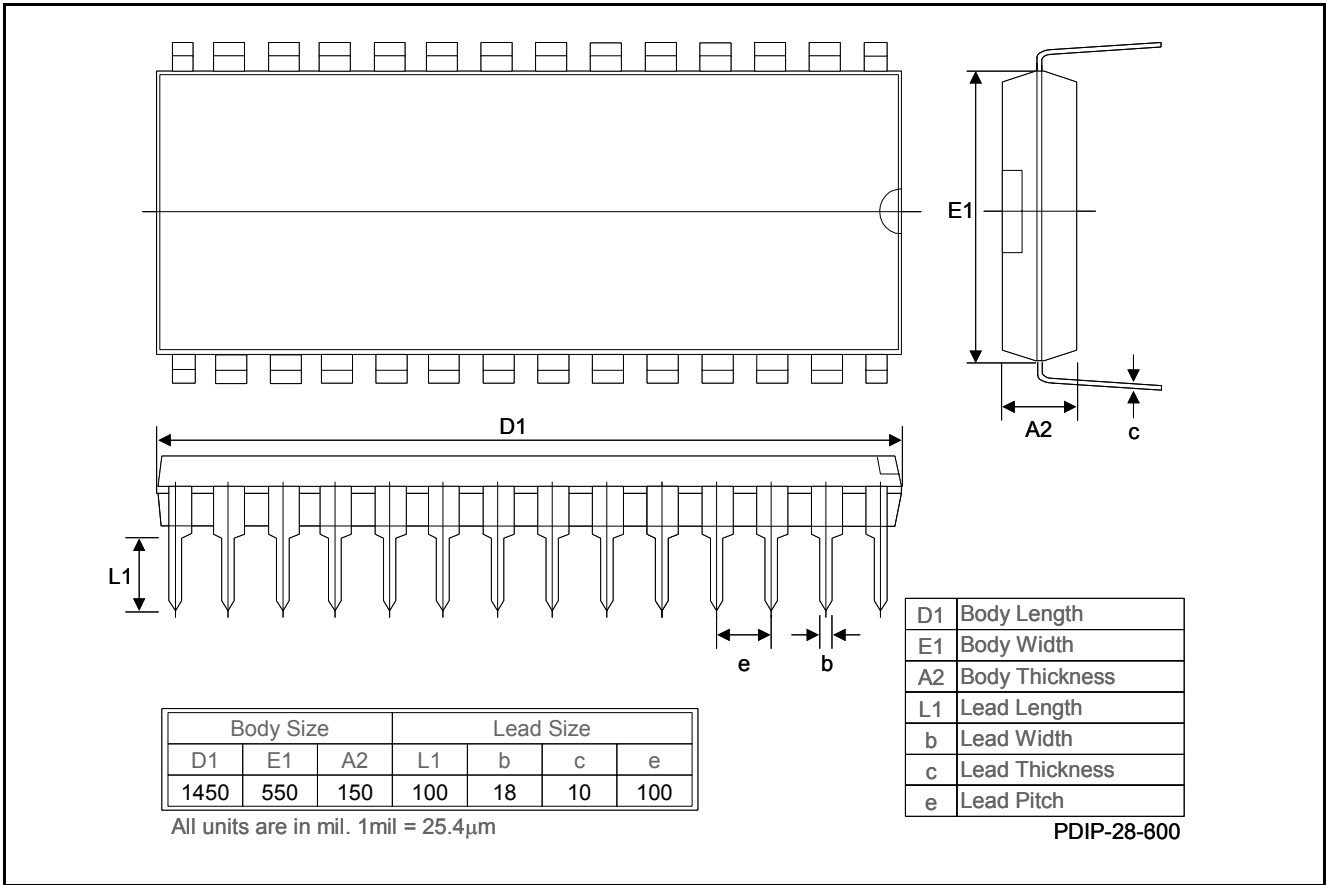 E1
A2
c
D1
L1
e
b
D1 Body Length
E1 Body Width
A2 Body Thickness
L1 Lead Length
b Lead Width
c Lead Thickness
e Lead Pitch
PDIP-28-600
Body Size Lead Size
D1 E1 A2 L1 b c e
1450 550 150 100 18 10 100
All units are in mil. 1mil = 25.4μm